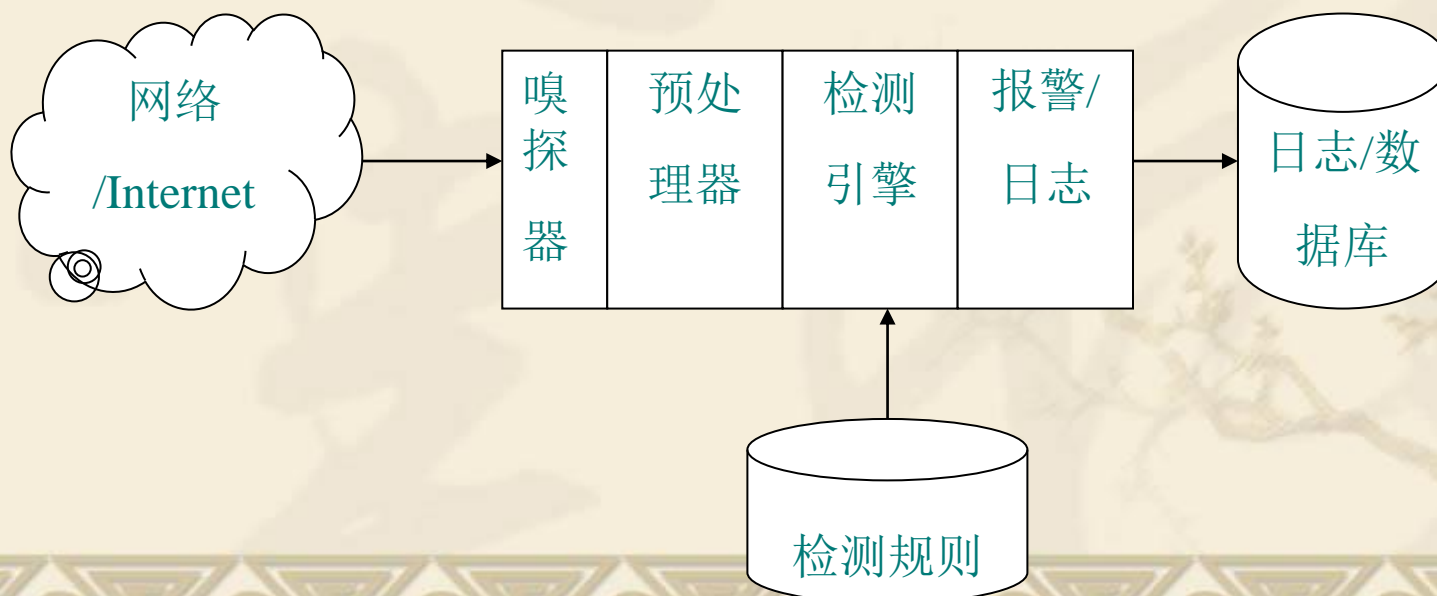 网络
/Internet
嗅
探
器
预处
理器
检测
引擎
报警/
日志
日志/数
据库
检测规则